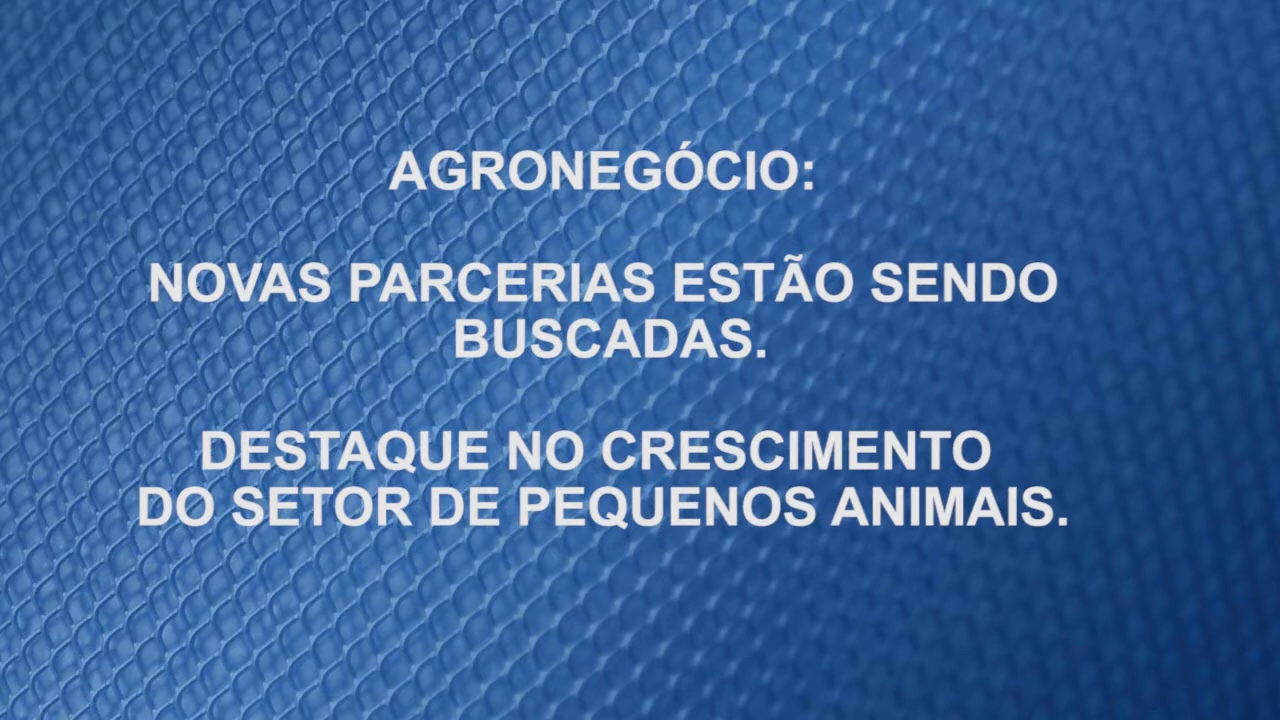 AGRONEGÓCIO:
NOVAS PARCERIAS ESTÃO SENDO
BUSCADAS.
DESTAQUE NO CRESCIMENTO
DO SETOR DE PEQUENOS ANIMAIS.